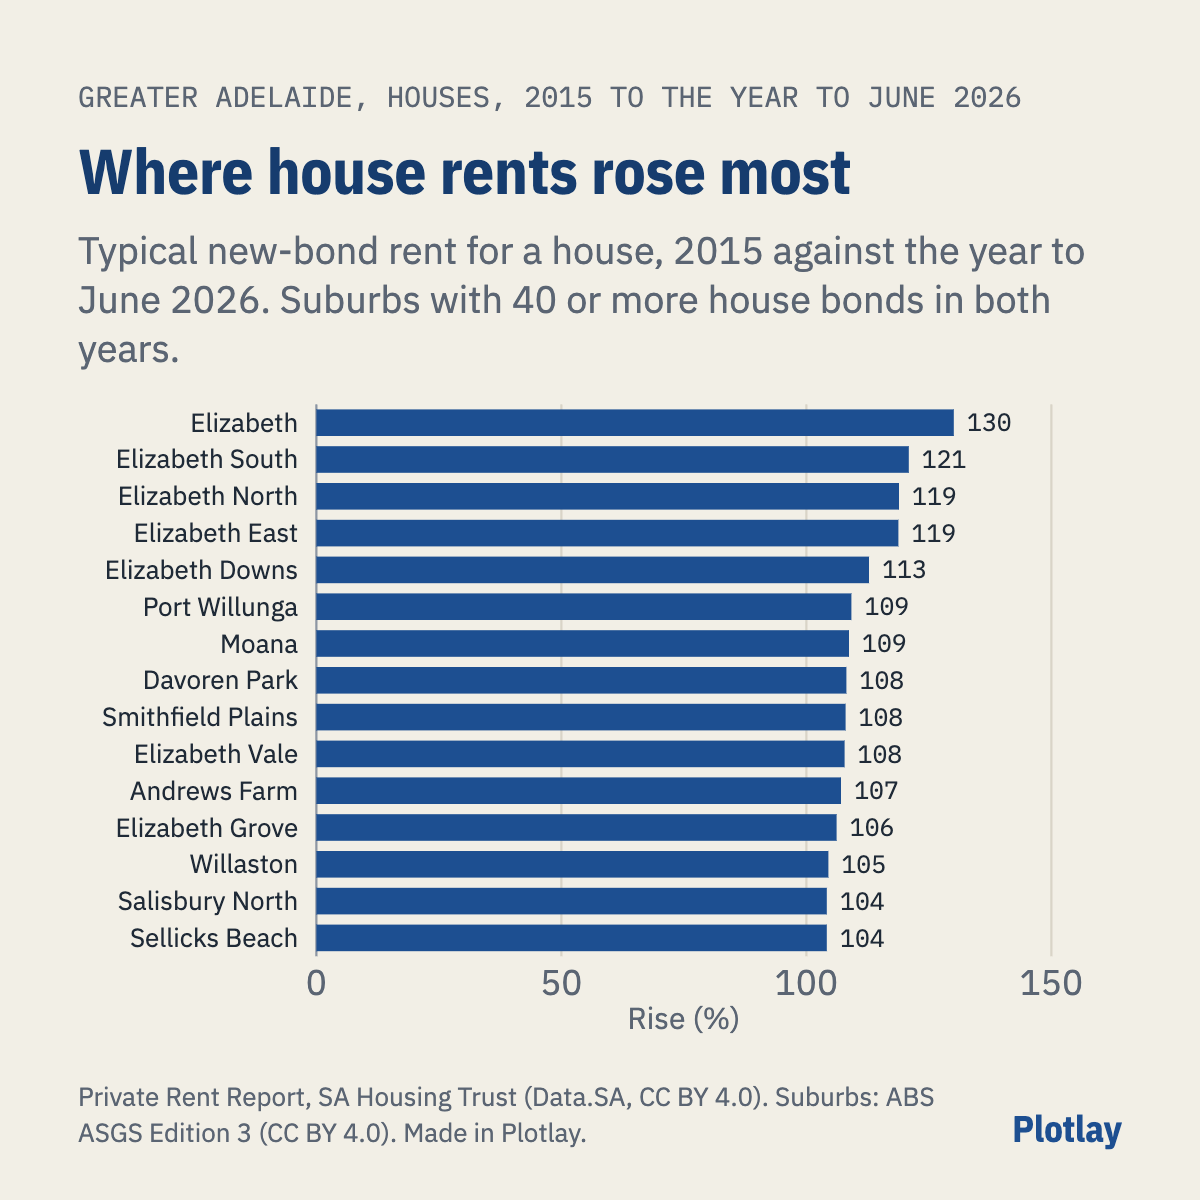 GREATER ADELAIDE, HOUSES, 2015 TO THE YEAR TO JUNE 2026
Where house rents rose most
Typical new-bond rent for a house, 2015 against the year to
June 2026. Suburbs with 40 or more house bonds in both
years.
Elizabeth 130
Elizabeth South 121
Elizabeth North 119
Elizabeth East 119
Elizabeth Downs 113
Port Willunga 109
Moana 109
Davoren Park 108
Smithfield Plains 108
Elizabeth Vale 108
Andrews Farm 107
Elizabeth Grove 106
Willaston 105
Salisbury North 104
Sellicks Beach 104
0 50 100 150
Rise (%)
Private Rent Report, SA Housing Trust (Data.SA, CC BY 4.0). Suburbs: ABS
ASGS Edition 3 (CC BY 4.0). Made in Plotlay.
Plotlay